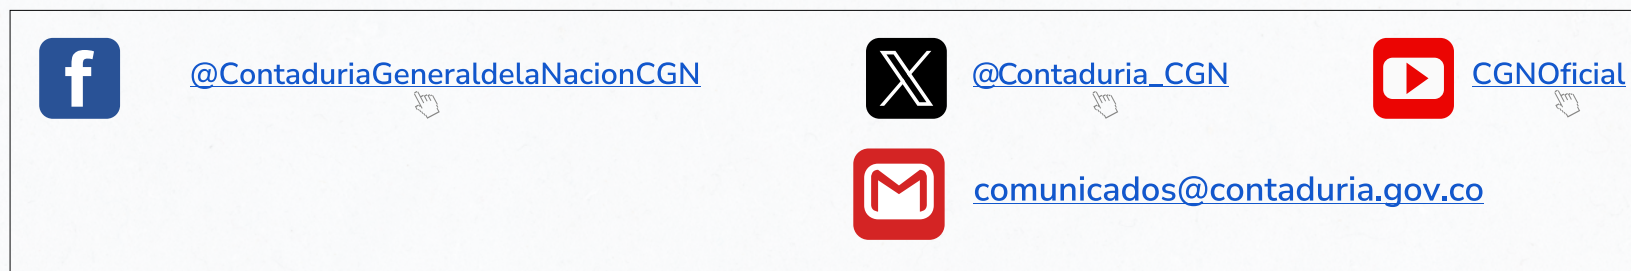 @ContaduriaGeneraldelaNacionCGN @Contaduria_CGN CGNOficial
comunicados@contaduria.gov.co